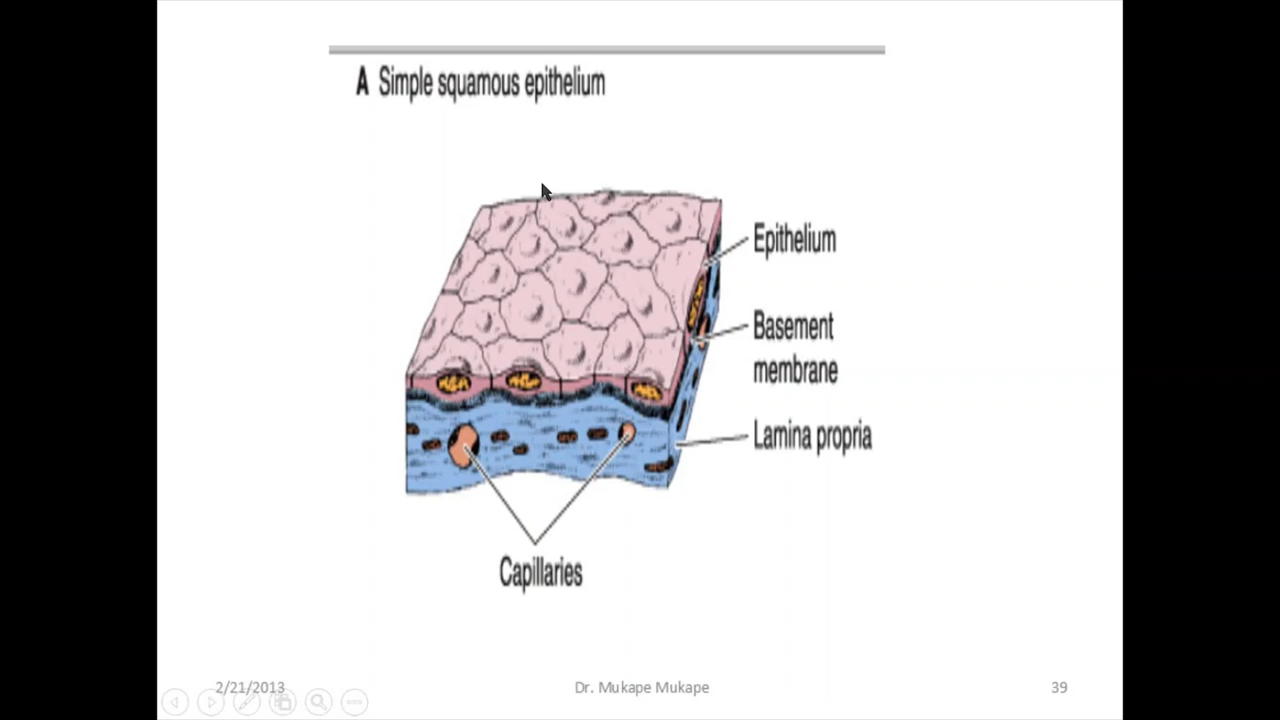 A Simple squamous epithelium
Epithelium
Basement
membrane
Lamina propria
Capillaries
2/21/2013
Dr. Mukape Mukape
39